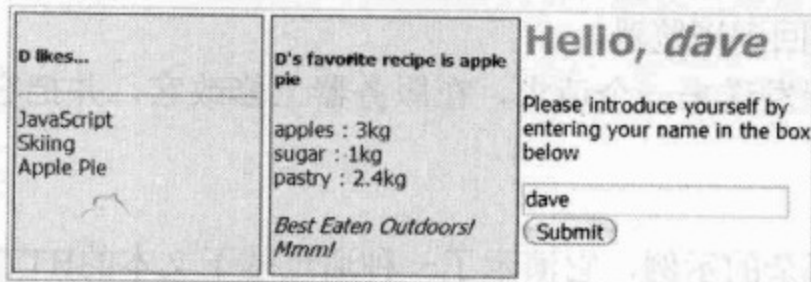 D likes...
JavaScript
Skiing
Apple Pie
D's favorite recipe is apple
pie
apples : 3kg
sugar : 1kg
pastry : 2.4kg
Best Eaten Outdoors!
Mmm!
Hello, dave
Please introduce yourself by
entering your name in the box
below
dave
Submit